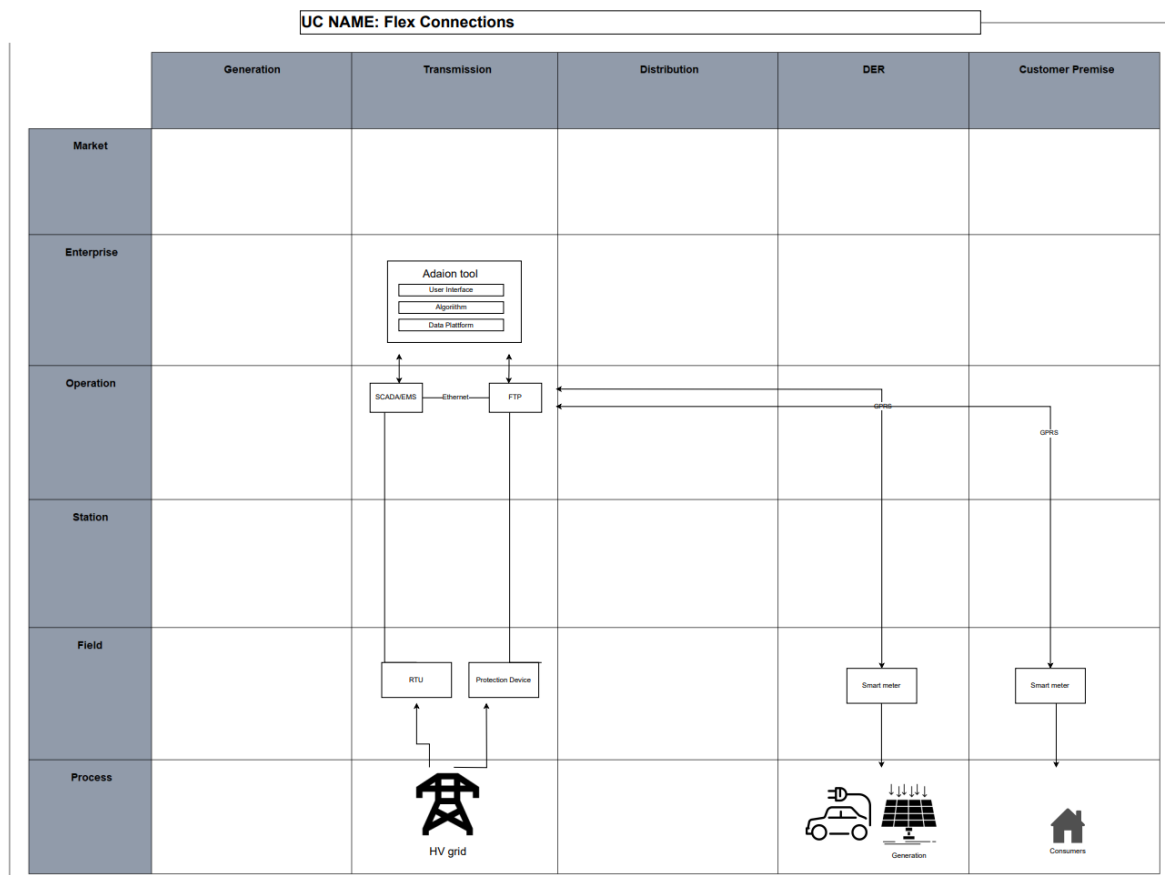 UC NAME: Flex Connections
Generation
Transmission
Distribution
DER
Customer Premise
Market
Enterprise
Adaion tool
User Interface
Algorithm
Data Plattform
Operation
SCADA/EMS
Ethernet
FTP
GPRS
GPRS
Station
Field
RTU
Protection Device
Smart meter
Smart meter
Process
HV grid
Generation
Consumers